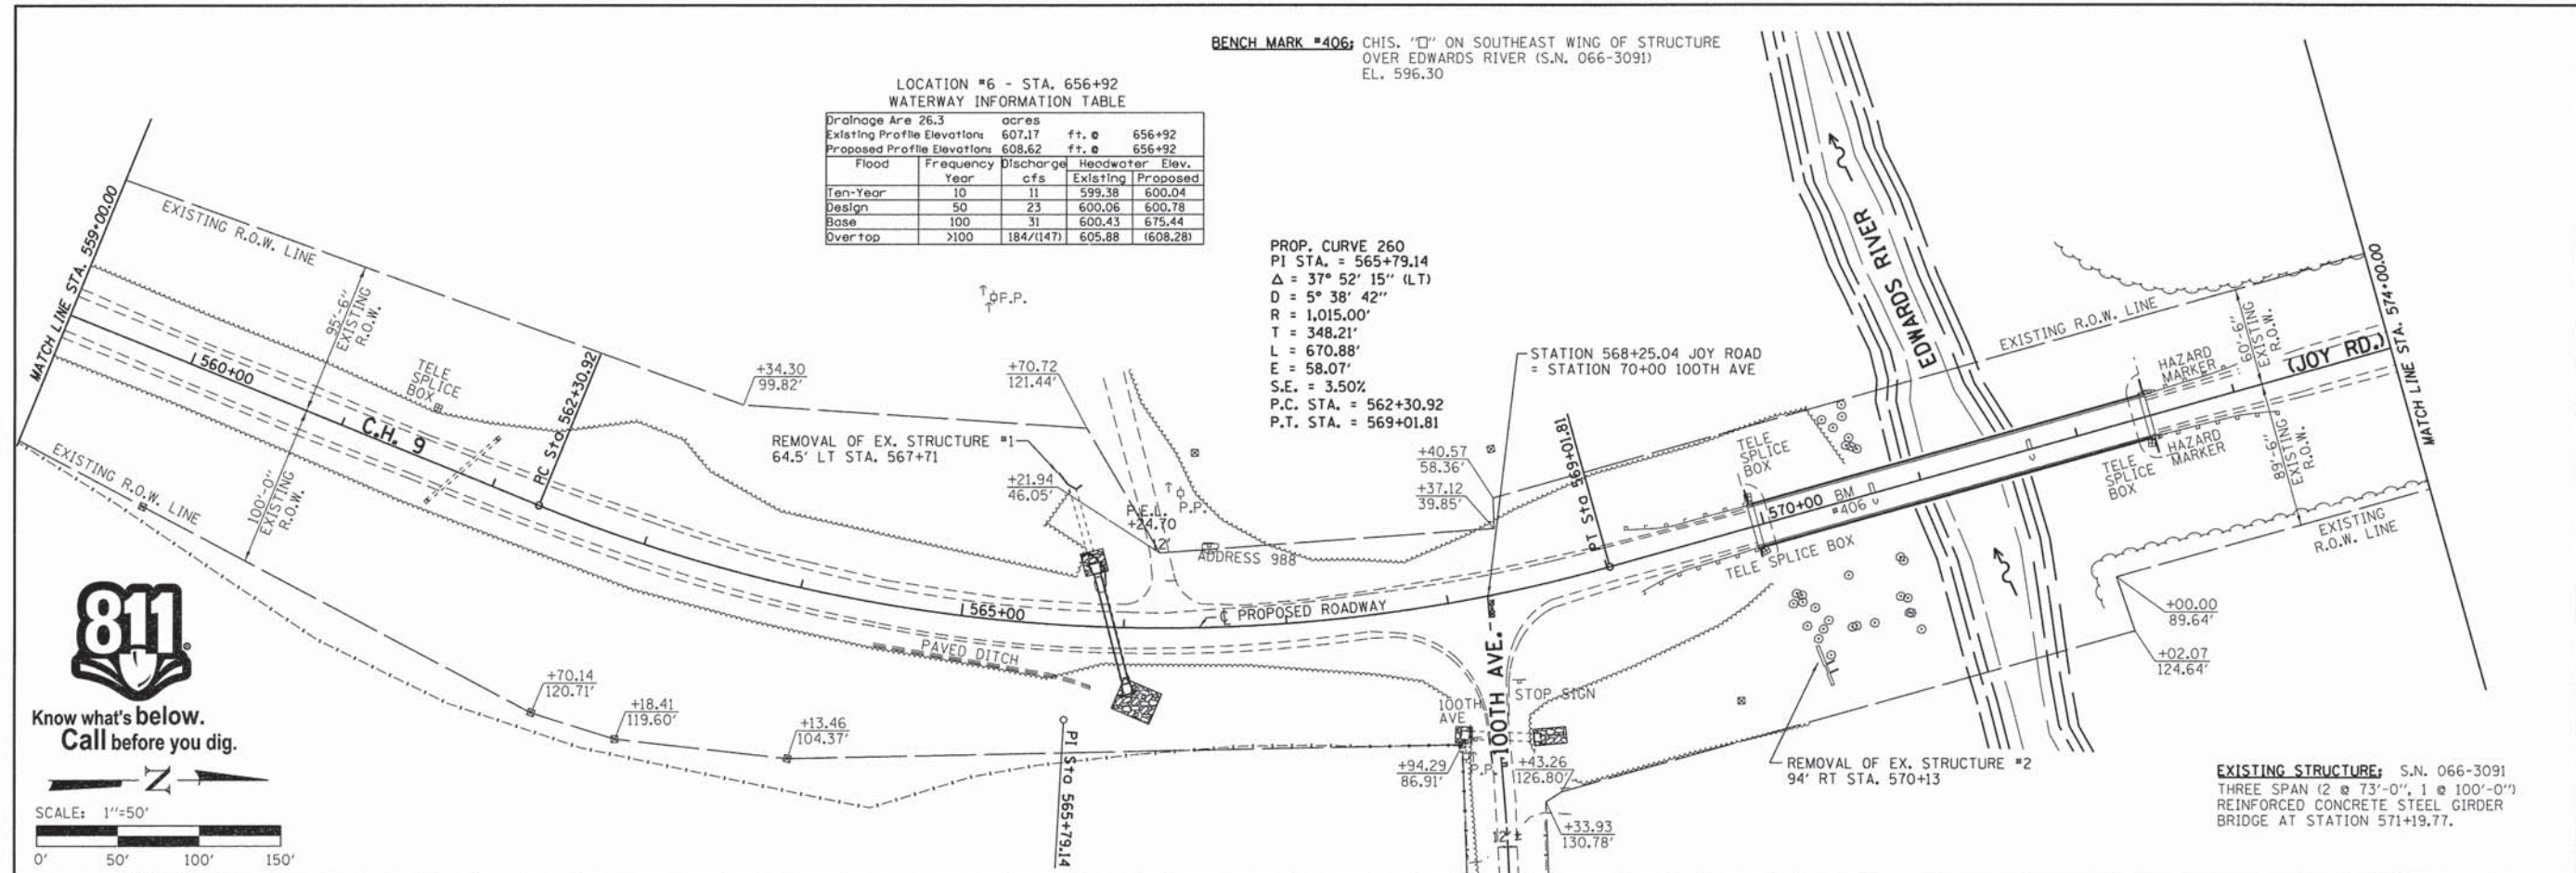 BENCH MARK #406: CHIS. "□" ON SOUTHEAST WING OF STRUCTURE
OVER EDWARDS RIVER (S.N. 066-3091)
EL. 596.30
LOCATION #6 - STA. 656+92
WATERWAY INFORMATION TABLE
Drainage Are 26.3 acres
Existing Profile Elevation: 607.17 ft. @ 656+92
Proposed Profile Elevation: 608.62 ft. @ 656+92
Flood Frequency Discharge Headwater Elev.
Year cfs Existing Proposed
Ten-Year 10 11 599.38 600.04
Design 50 23 600.06 600.78
Base 100 31 600.43 675.44
Overtop >100 184/(147) 605.88 (608.28)
PROP. CURVE 260
PI STA. = 565+79.14
Δ = 37° 52' 15" (LT)
D = 5° 38' 42"
R = 1,015.00'
T = 348.21'
L = 670.88'
E = 58.07'
S.E. = 3.50%
P.C. STA. = 562+30.92
P.T. STA. = 569+01.81
MATCH LINE STA. 559+00.00
EXISTING R.O.W. LINE
95'-6"
EXISTING
R.O.W.
560+00
TELE
SPLICE
BOX
C.H. 9
PC Sta 562+30.92
EXISTING R.O.W. LINE
100'-0"
EXISTING
R.O.W.
P.P.
+34.30
99.82'
+70.72
121.44'
REMOVAL OF EX. STRUCTURE #1
64.5' LT STA. 567+71
+21.94
46.05'
P.P.
+24.70
12'
ADDRESS 988
565+00
℄ PROPOSED ROADWAY
PAVED DITCH
STATION 568+25.04 JOY ROAD
= STATION 70+00 100TH AVE
+40.57
58.36'
+37.12
39.85'
PT Sta 569+01.81
TELE
SPLICE
BOX
570+00
BM
#406
TELE SPLICE BOX
EDWARDS RIVER
EXISTING R.O.W. LINE
60'-6"
EXISTING
R.O.W.
HAZARD
MARKER
(JOY RD.)
MATCH LINE STA. 574+00.00
HAZARD
MARKER
TELE
SPLICE
BOX
89'-6"
EXISTING
R.O.W.
EXISTING
R.O.W. LINE
+00.00
89.64'
+02.07
124.64'
811
Know what's below.
Call before you dig.
Z
SCALE: 1"=50'
0' 50' 100' 150'
+70.14
120.71'
+18.41
119.60'
+13.46
104.37'
PI Sta 565+79.14
100TH
AVE
100TH AVE.
STOP SIGN
P.P.
+94.29
86.91'
+43.26
126.80'
+33.93
130.78'
REMOVAL OF EX. STRUCTURE #2
94' RT STA. 570+13
EXISTING STRUCTURE: S.N. 066-3091
THREE SPAN (2 @ 73'-0", 1 @ 100'-0")
REINFORCED CONCRETE STEEL GIRDER
BRIDGE AT STATION 571+19.77.